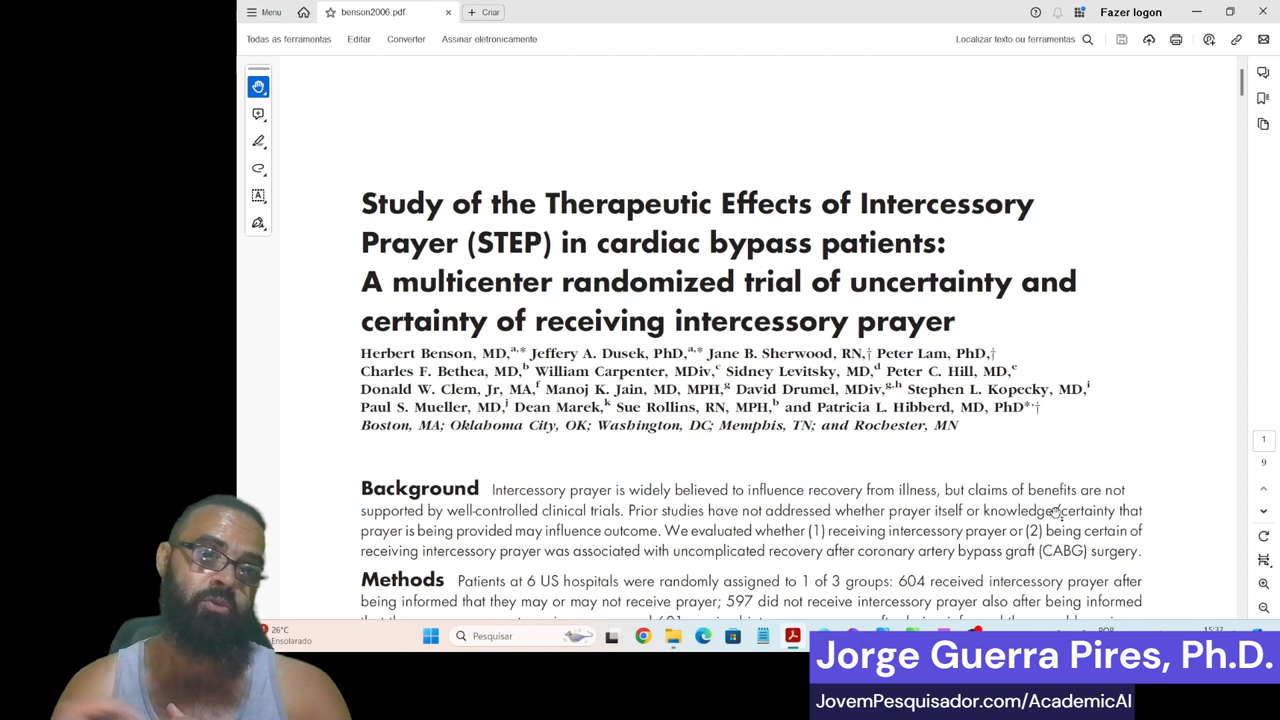 Menu
benson2006.pdf
Criar
Fazer logon
Todas as ferramentas
Editar
Converter
Assinar eletronicamente
Localizar texto ou ferramentas
Study of the Therapeutic Effects of Intercessory
Prayer (STEP) in cardiac bypass patients:
A multicenter randomized trial of uncertainty and
certainty of receiving intercessory prayer
Herbert Benson, MD,a,* Jeffery A. Dusek, PhD,a,* Jane B. Sherwood, RN,† Peter Lam, PhD,†
Charles F. Bethea, MD,b William Carpenter, MDiv,c Sidney Levitsky, MD,d Peter C. Hill, MD,e
Donald W. Clem, Jr, MA,f Manoj K. Jain, MD, MPH,g David Drumel, MDiv,g,h Stephen L. Kopecky, MD,i
Paul S. Mueller, MD,j Dean Marek,k Sue Rollins, RN, MPH,b and Patricia L. Hibberd, MD, PhD*,†
Boston, MA; Oklahoma City, OK; Washington, DC; Memphis, TN; and Rochester, MN
Background Intercessory prayer is widely believed to influence recovery from illness, but claims of benefits are not
supported by well-controlled clinical trials. Prior studies have not addressed whether prayer itself or knowledge/certainty that
prayer is being provided may influence outcome. We evaluated whether (1) receiving intercessory prayer or (2) being certain of
receiving intercessory prayer was associated with uncomplicated recovery after coronary artery bypass graft (CABG) surgery.
Methods Patients at 6 US hospitals were randomly assigned to 1 of 3 groups: 604 received intercessory prayer after
being informed that they may or may not receive prayer; 597 did not receive intercessory prayer also after being informed
1
9
26°C
Ensolarado
Pesquisar
POR
15:37
Jorge Guerra Pires, Ph.D.
JovemPesquisador.com/AcademicAI